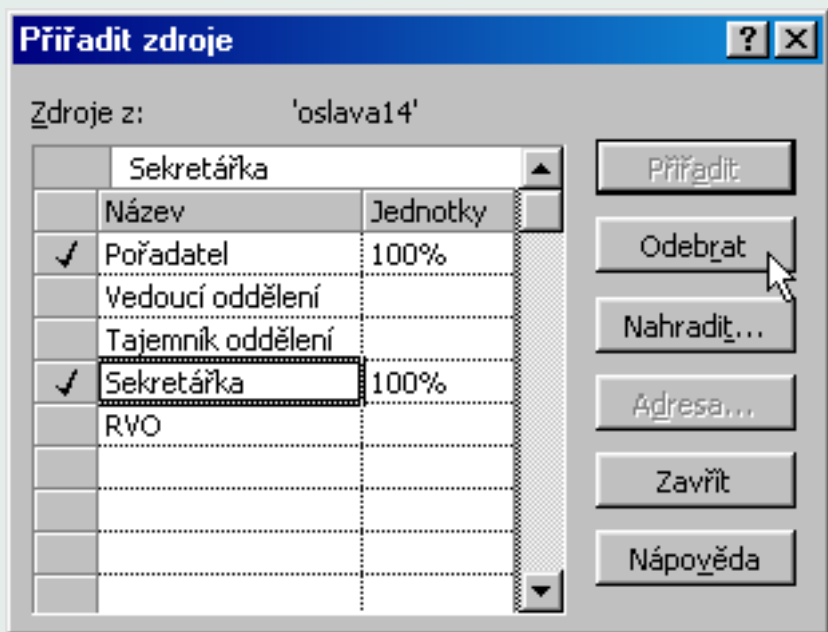 Přiřadit zdroje
Zdroje z: 'oslava14'
Sekretářka
Název Jednotky
Pořadatel 100%
Vedoucí oddělení
Tajemník oddělení
Sekretářka 100%
RVO
Přiřadit
Odebrat
Nahradit...
Adresa...
Zavřít
Nápověda